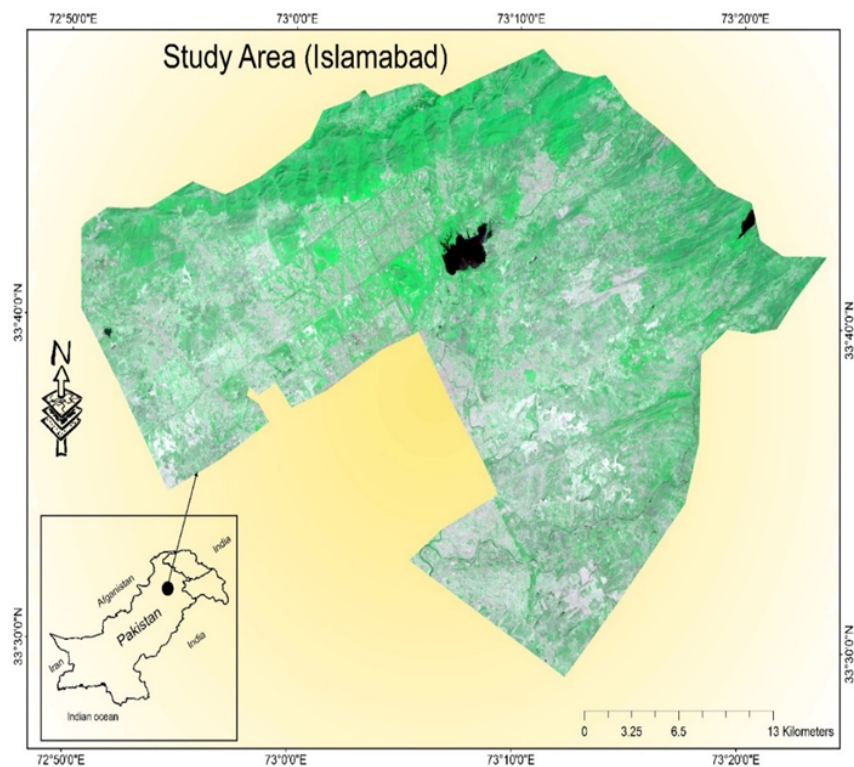 72°50'0"E 73°0'0"E 73°10'0"E 73°20'0"E
Study Area (Islamabad)
33°40'0"N
33°40'0"N
N
India
Afganistan
Pakistan
India
Iran
Indian ocean
33°30'0"N
33°30'0"N
0 3.25 6.5 13 Kilometers
72°50'0"E 73°0'0"E 73°10'0"E 73°20'0"E